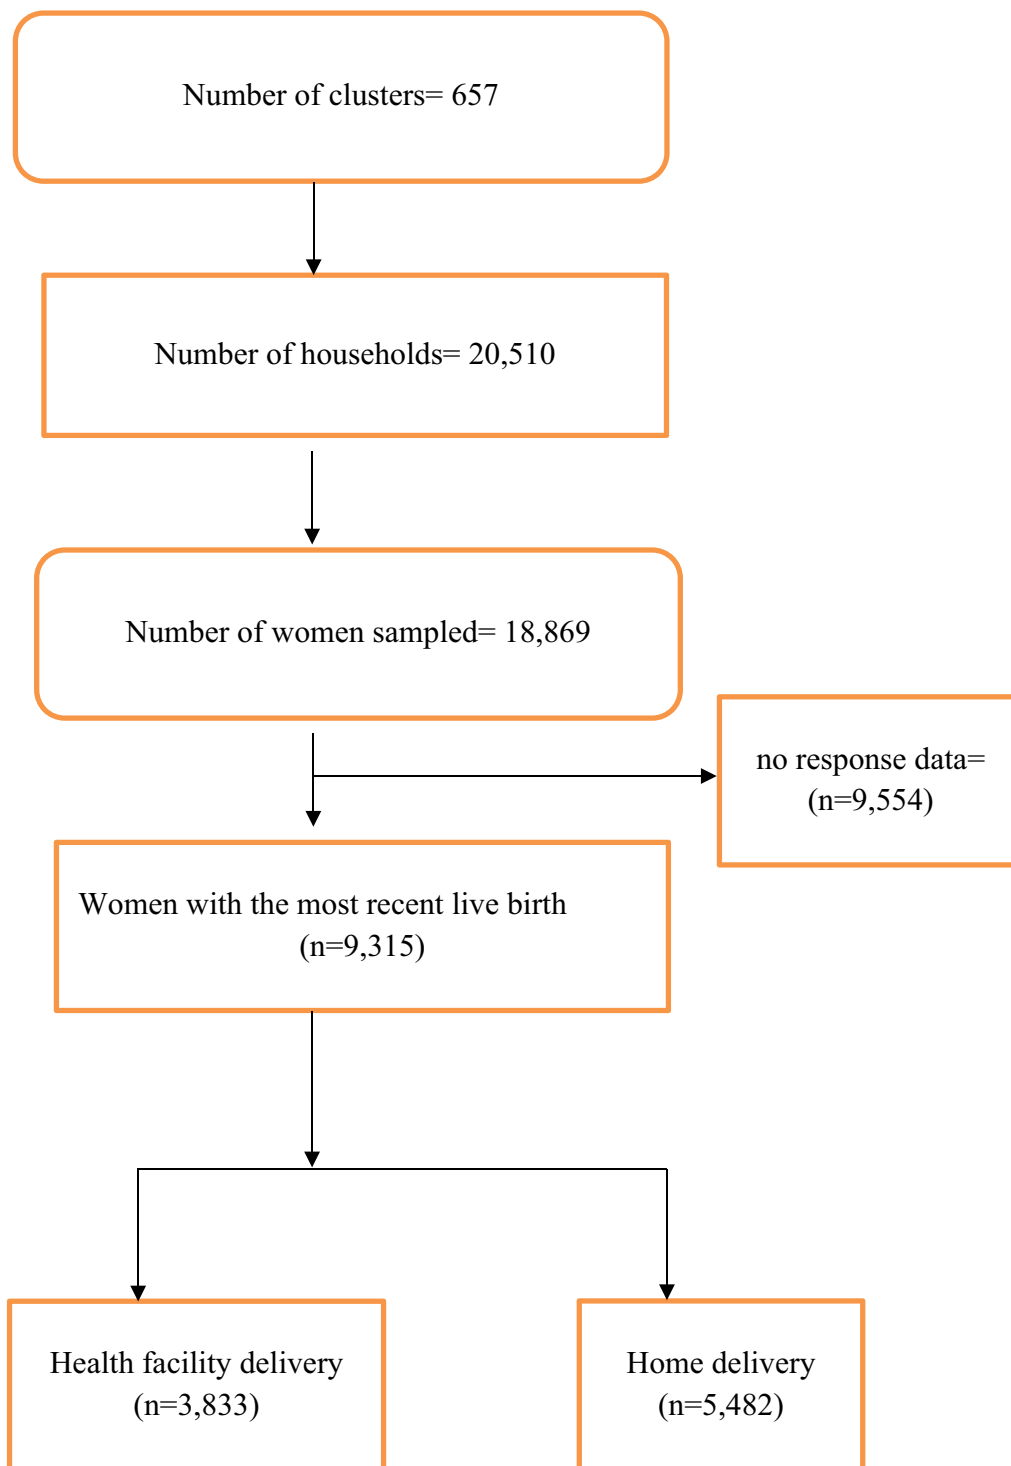 Number of clusters= 657
Number of households= 20,510
Number of women sampled= 18,869
no response data=
(n=9,554)
Women with the most recent live birth
(n=9,315)
Health facility delivery
(n=3,833)
Home delivery
(n=5,482)